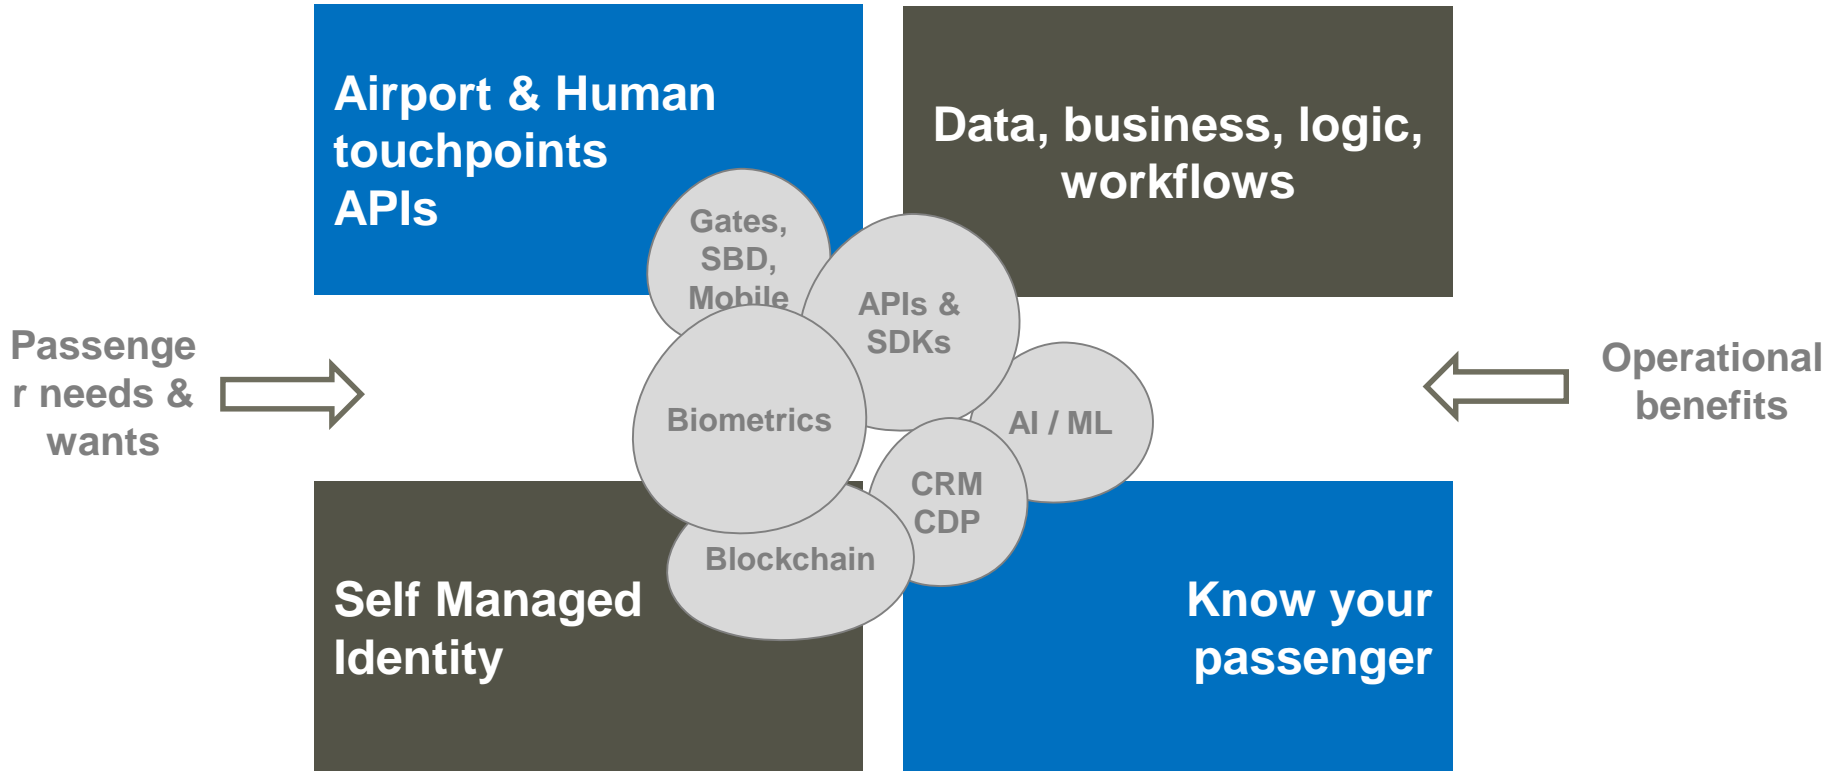 Airport & Human
touchpoints
APIs
Data, business, logic,
workflows
Gates,
SBD,
Mobile
APIs &
SDKs
Passenge
r needs &
wants
Operational
benefits
Biometrics
AI / ML
CRM
CDP
Blockchain
Self Managed
Identity
Know your
passenger